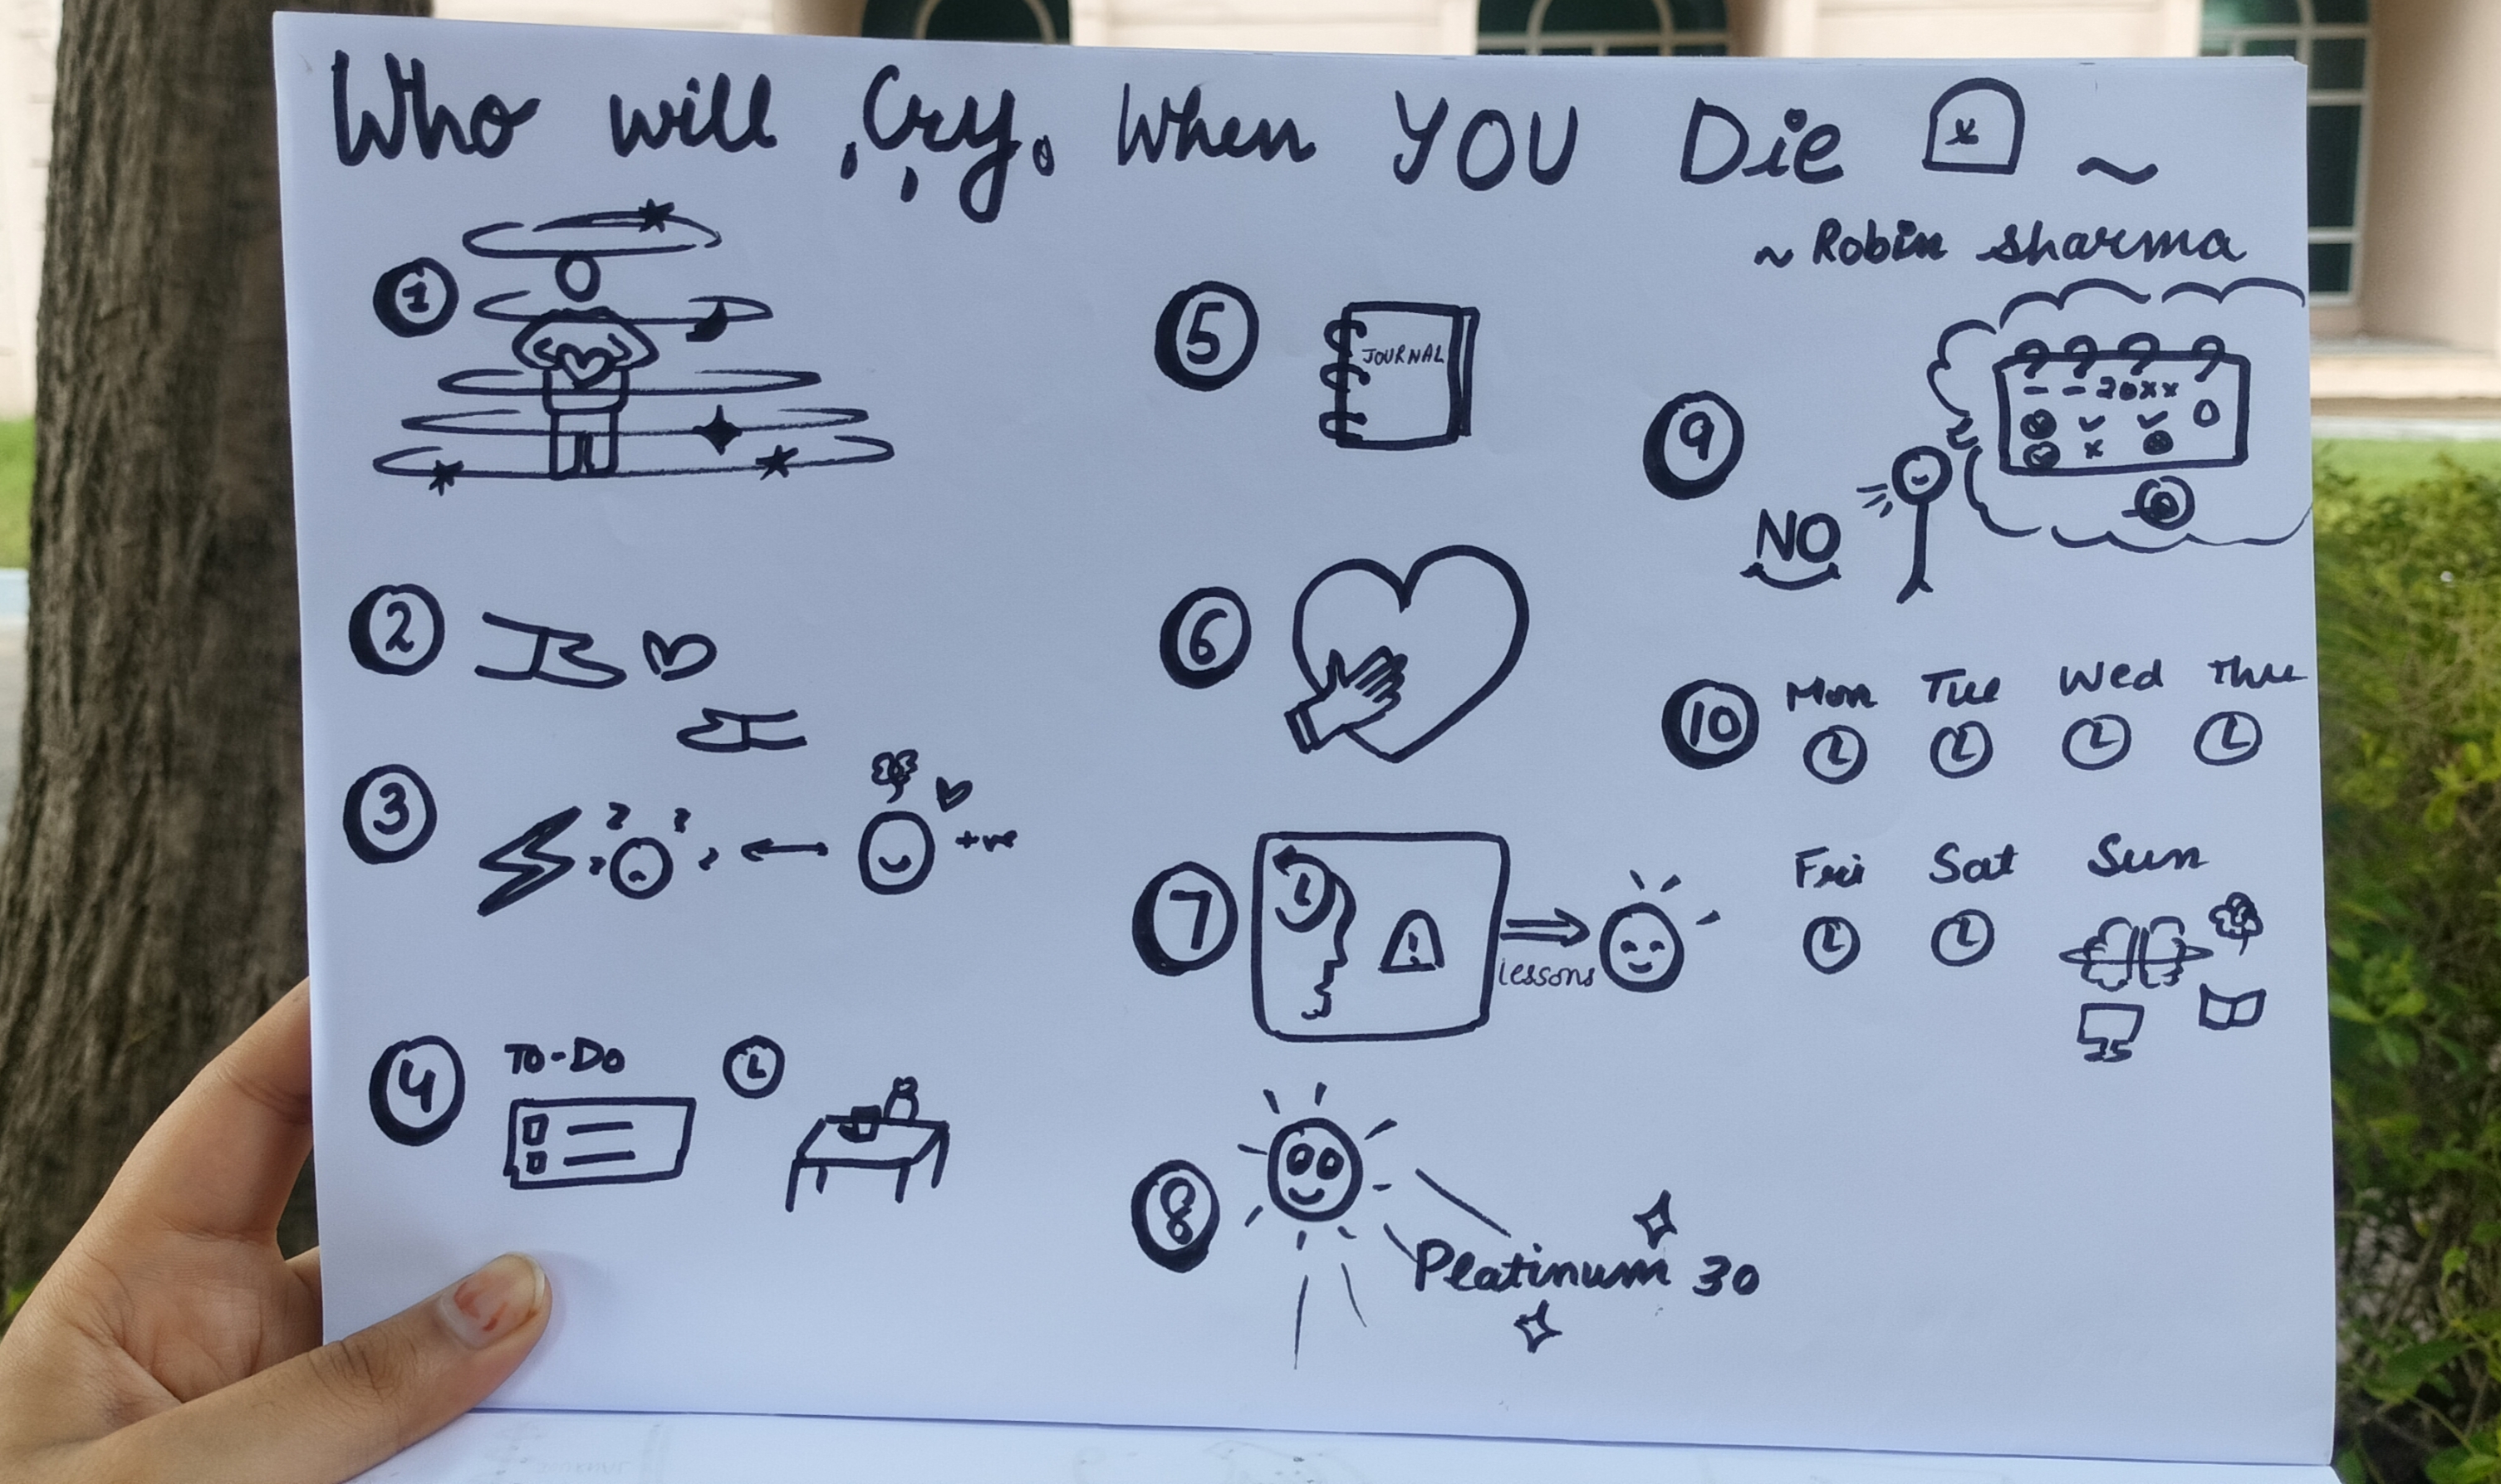 Who will Cry When YOU Die
~ Robin Sharma
1
2
3
+ve
4
To-Do
5
JOURNAL
6
7
lessons
8
Platinum 30
9
20xx
NO
10
Mon Tue Wed Thu
Fri Sat Sun